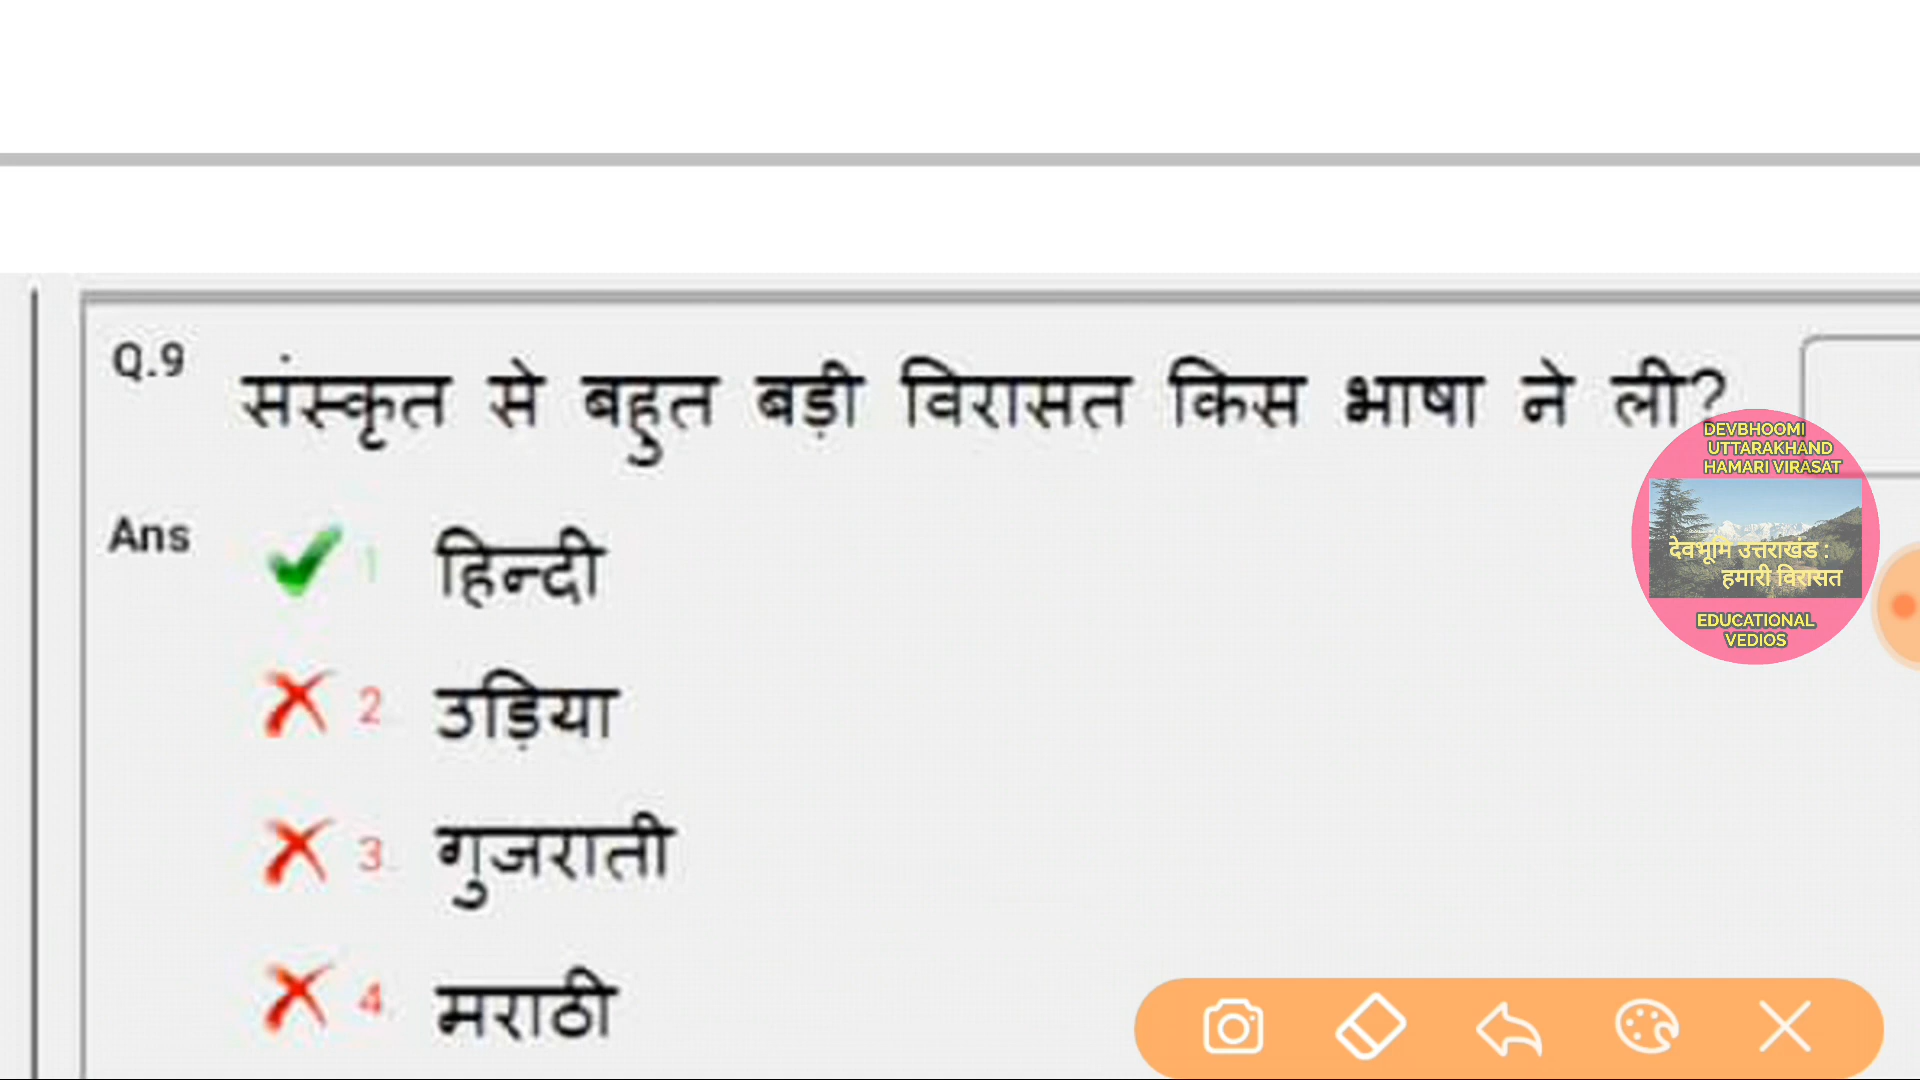 Q.9 संस्कृत से बहुत बड़ी विरासत किस भाषा ने ली?
DEVBHOOMI
UTTARAKHAND
HAMARI VIRASAT
देवभूमि उत्तराखंड :
हमारी विरासत
EDUCATIONAL
VEDIOS
Ans 1 हिन्दी
2. उड़िया
3. गुजराती
4. मराठी